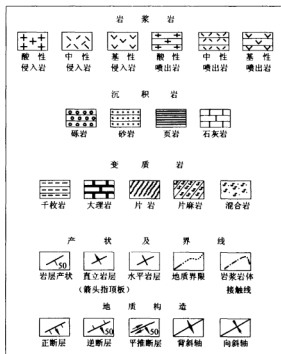 岩浆岩
酸性 中性 基性 酸性 中性 基性
侵入岩 侵入岩 侵入岩 喷出岩 喷出岩 喷出岩
沉积岩
砾岩 砂岩 页岩 石灰岩
变质岩
千枚岩 大理岩 片岩 片麻岩 混合岩
产状及界线
50
岩层产状 直立岩层 水平岩层 地质界限 岩浆岩体
(箭头指顶板) 接触线
地质构造
50 50
正断层 逆断层 平推断层 背斜轴 向斜轴